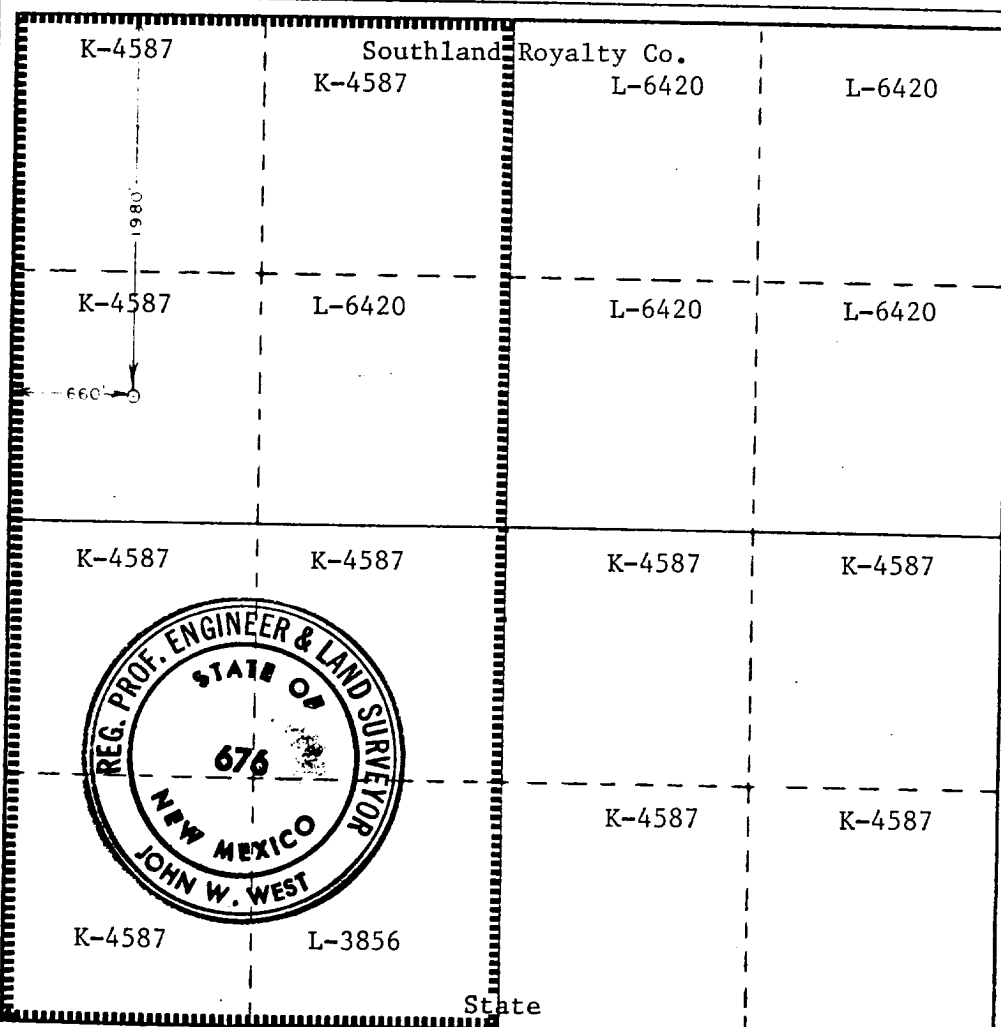 Southland Royalty Co.
K-4587
K-4587
L-6420
L-6420
1980'
K-4587
L-6420
L-6420
L-6420
660'
K-4587
K-4587
K-4587
K-4587
REG. PROF. ENGINEER & LAND SURVEYOR
STATE OF
676
NEW MEXICO
JOHN W. WEST
K-4587
K-4587
K-4587
L-3856
State